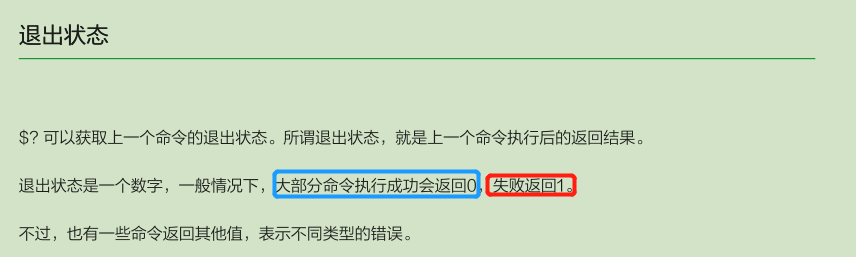 退出状态
$? 可以获取上一个命令的退出状态。所谓退出状态，就是上一个命令执行后的返回结果。
退出状态是一个数字，一般情况下，大部分命令执行成功会返回0，失败返回1。
不过，也有一些命令返回其他值，表示不同类型的错误。